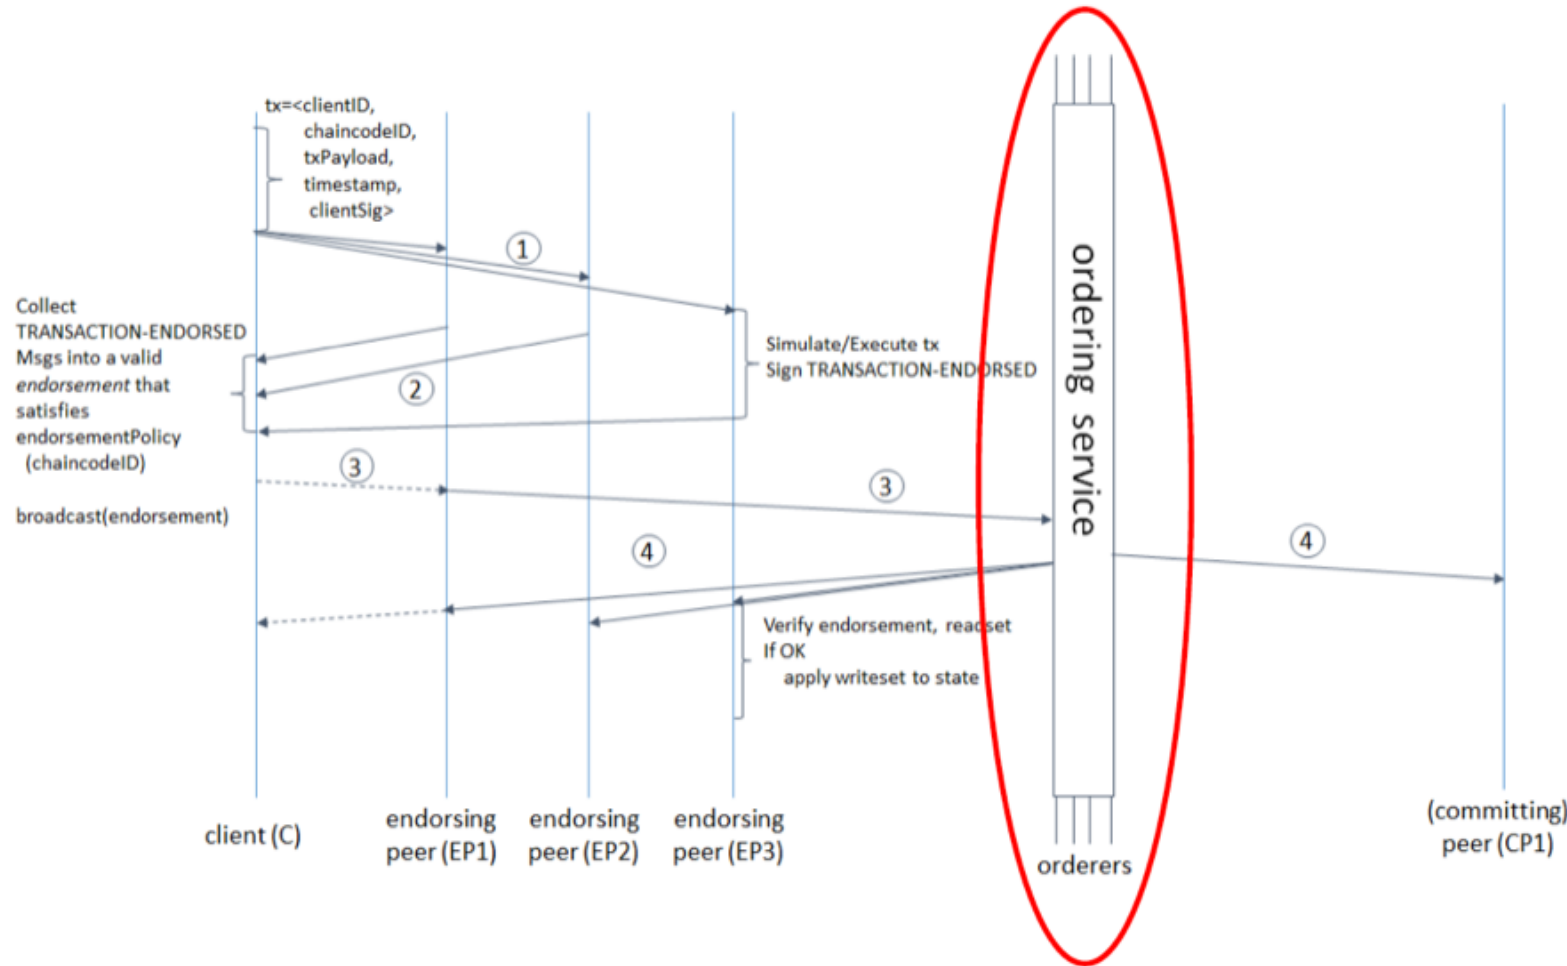 tx=<clientID,
chaincodeID,
txPayload,
timestamp,
clientSig>
1
Collect
TRANSACTION-ENDORSED
Msgs into a valid
endorsement that
satisfies
endorsementPolicy
(chaincodeID)
2
Simulate/Execute tx
Sign TRANSACTION-ENDORSED
ordering service
3
3
broadcast(endorsement)
4
4
Verify endorsement, readset
If OK
apply writeset to state
client (C)
endorsing
peer (EP1)
endorsing
peer (EP2)
endorsing
peer (EP3)
orderers
(committing)
peer (CP1)